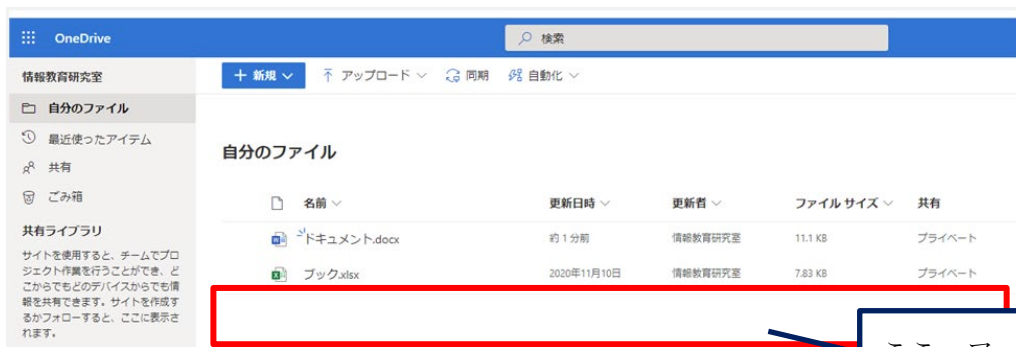 OneDrive
検索
情報教育研究室
新規
アップロード
同期
自動化
自分のファイル
最近使ったアイテム
共有
ごみ箱
共有ライブラリ
サイトを使用すると、チームでプロ
ジェクト作業を行うことができ、ど
こからでもどのデバイスからでも情
報を共有できます。サイトを作成す
るかフォローすると、ここに表示さ
れます。
自分のファイル
名前 更新日時 更新者 ファイル サイズ 共有
ドキュメント.docx 約 1 分前 情報教育研究室 11.1 KB プライベート
ブック.xlsx 2020年11月10日 情報教育研究室 7.83 KB プライベート